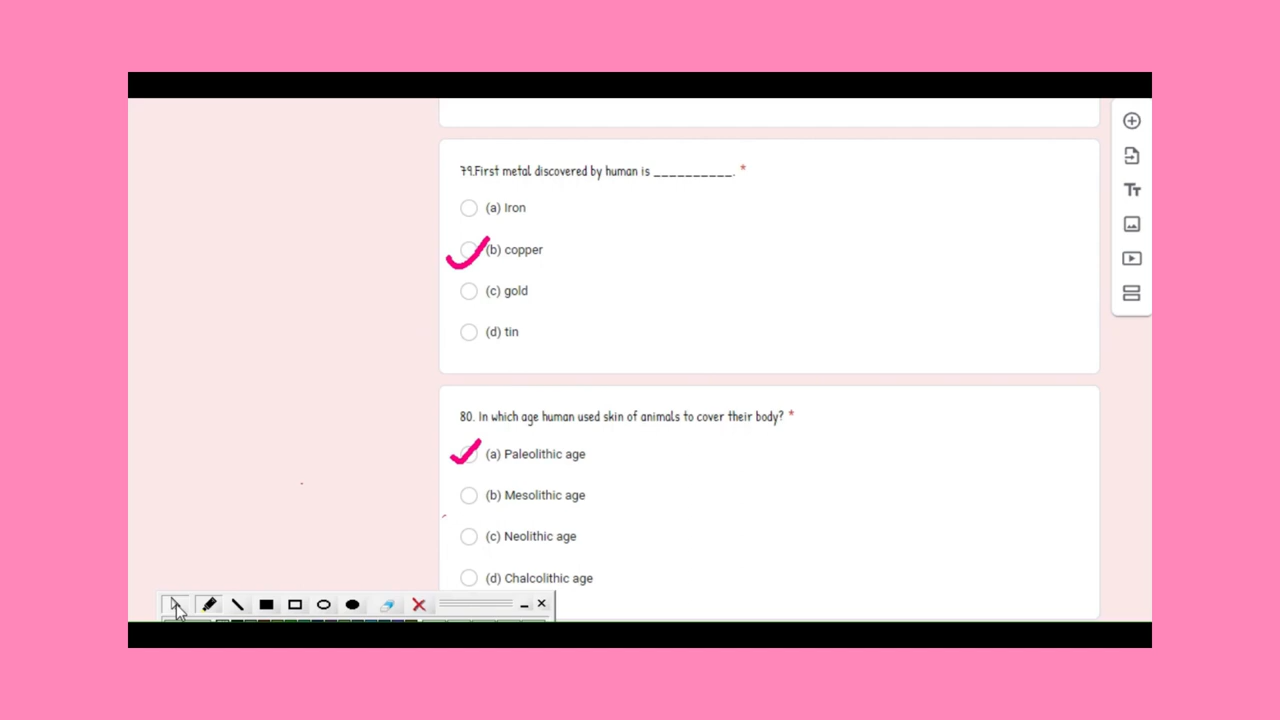 79.First metal discovered by human is __________. *
(a) Iron
(b) copper
(c) gold
(d) tin
80. In which age human used skin of animals to cover their body? *
(a) Paleolithic age
(b) Mesolithic age
(c) Neolithic age
(d) Chalcolithic age
Tт